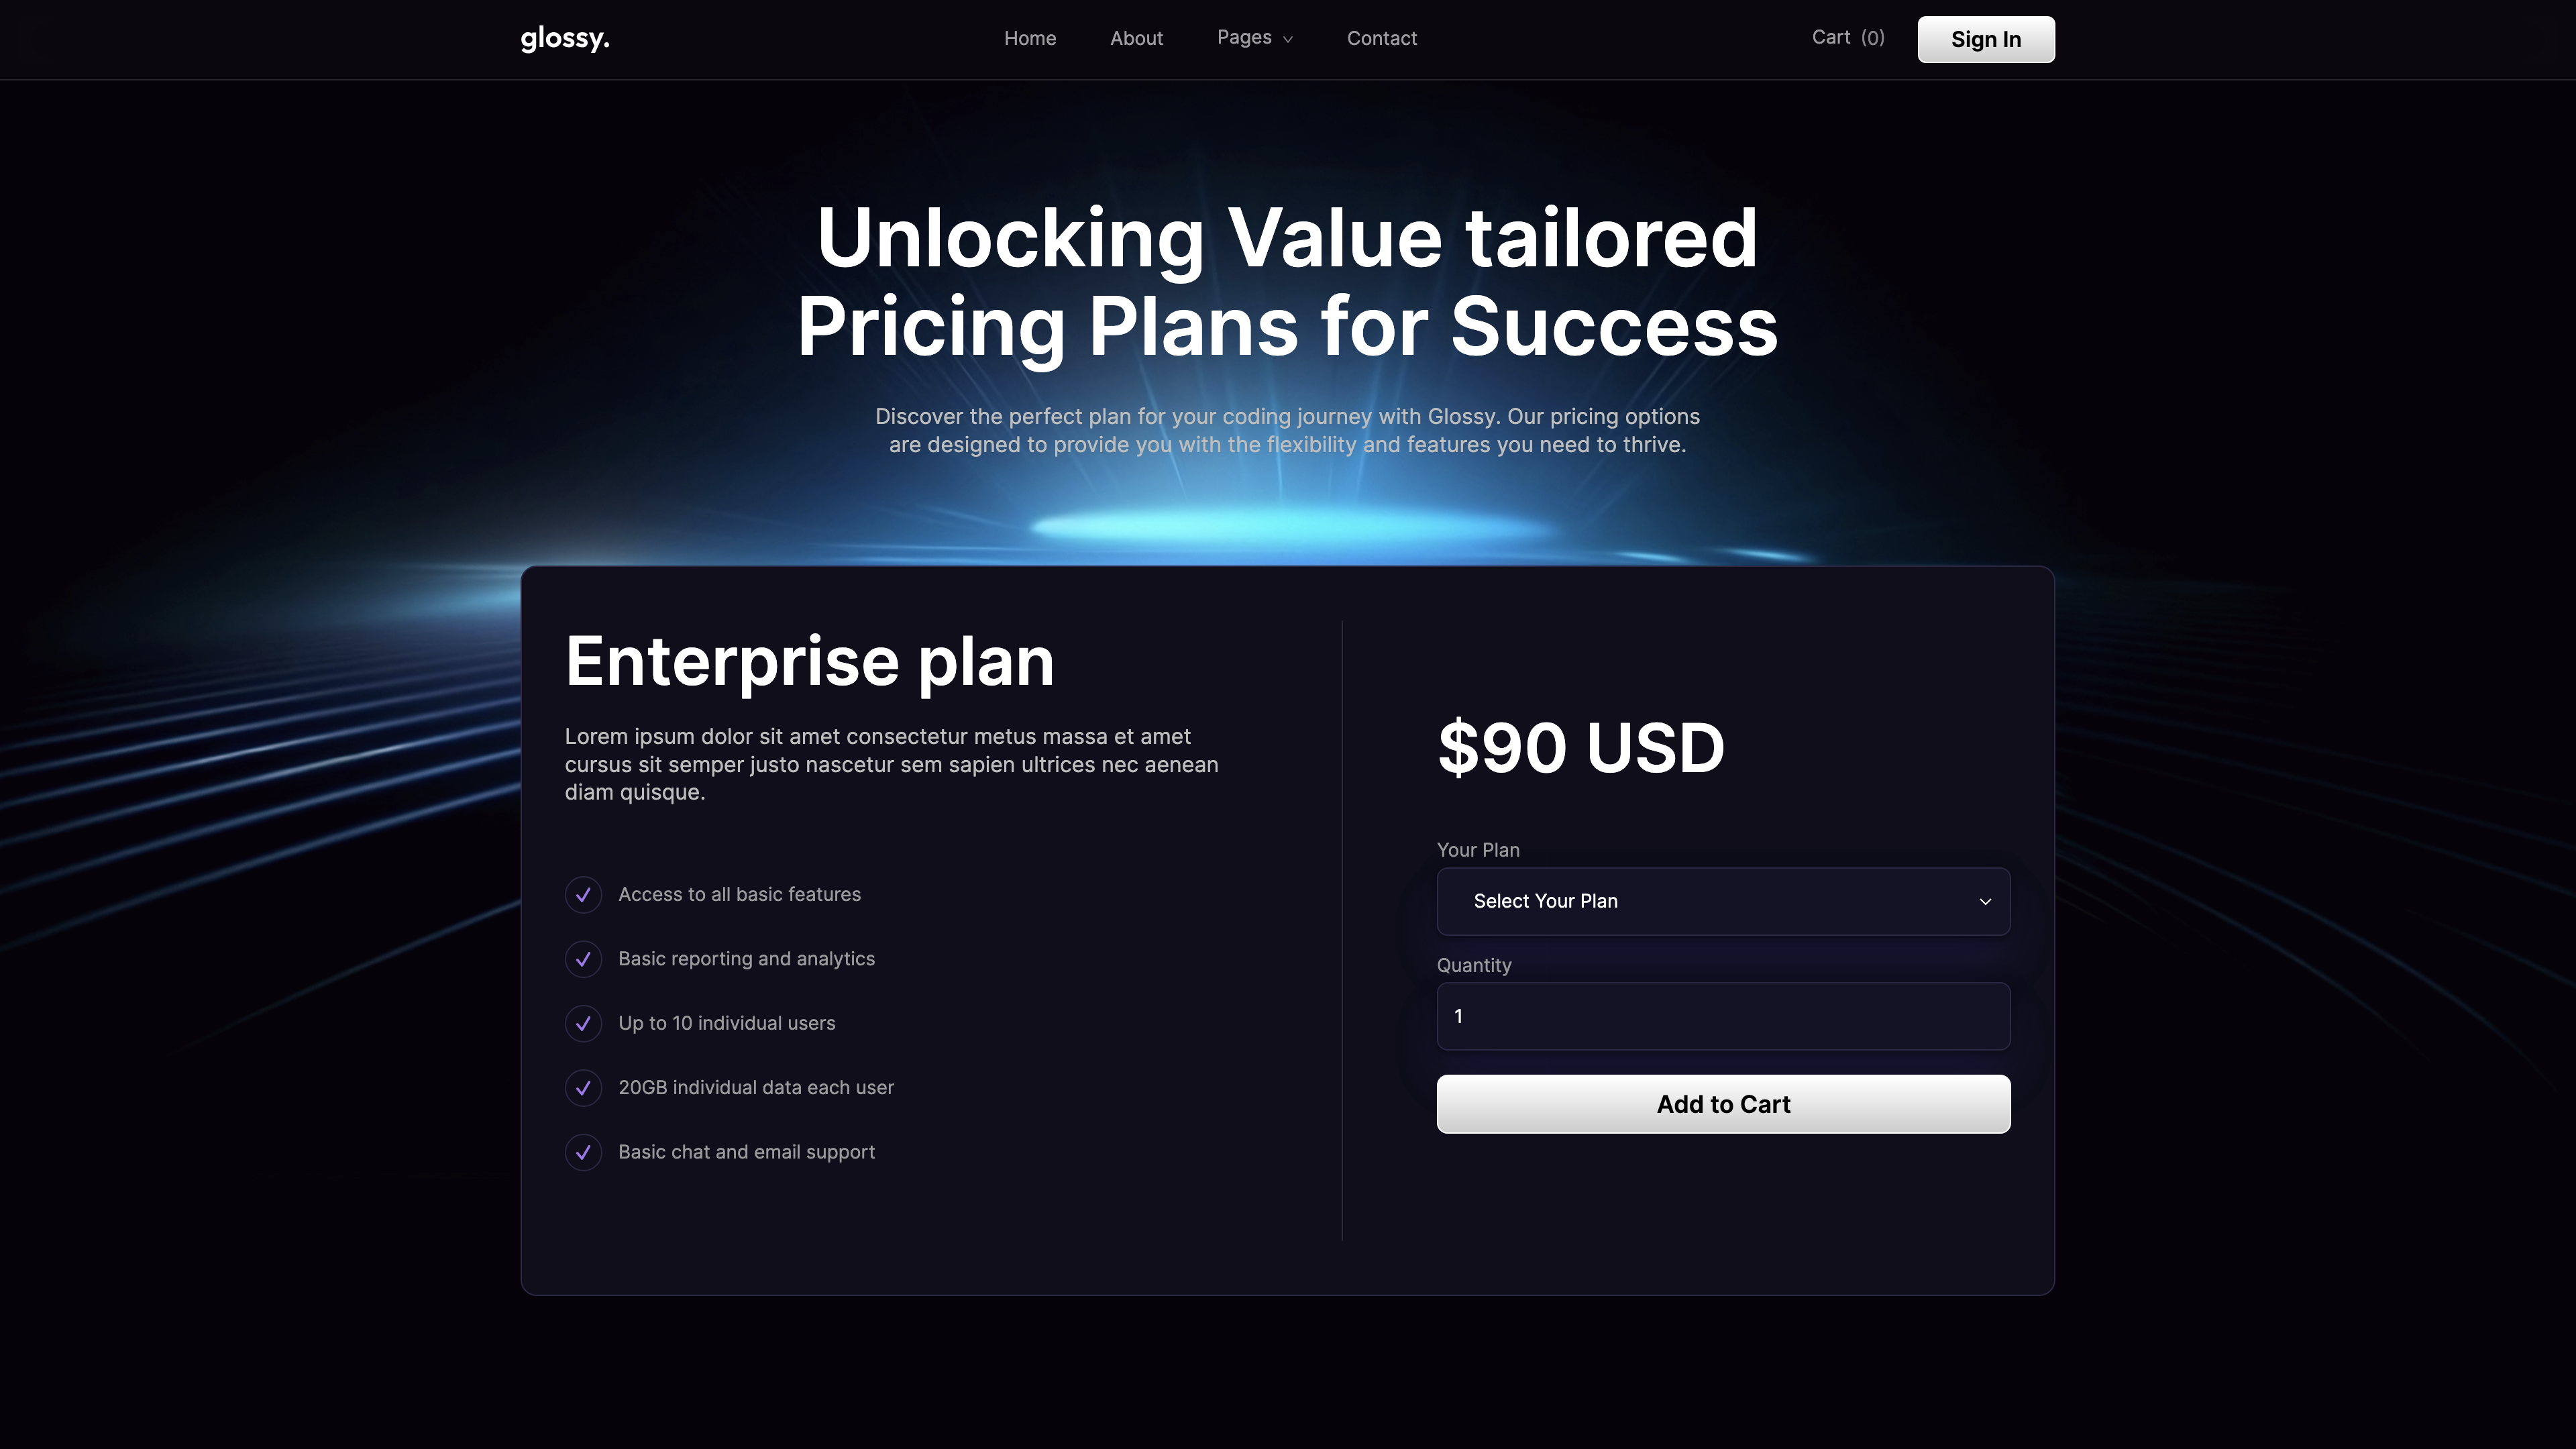 glossy.
Home
About
Pages
Contact
Cart (0)
Sign In
Unlocking Value tailored
Pricing Plans for Success
Discover the perfect plan for your coding journey with Glossy. Our pricing options
are designed to provide you with the flexibility and features you need to thrive.
Enterprise plan
Lorem ipsum dolor sit amet consectetur metus massa et amet
cursus sit semper justo nascetur sem sapien ultrices nec aenean
diam quisque.
Access to all basic features
Basic reporting and analytics
Up to 10 individual users
20GB individual data each user
Basic chat and email support
$90 USD
Your Plan
Select Your Plan
Quantity
1
Add to Cart